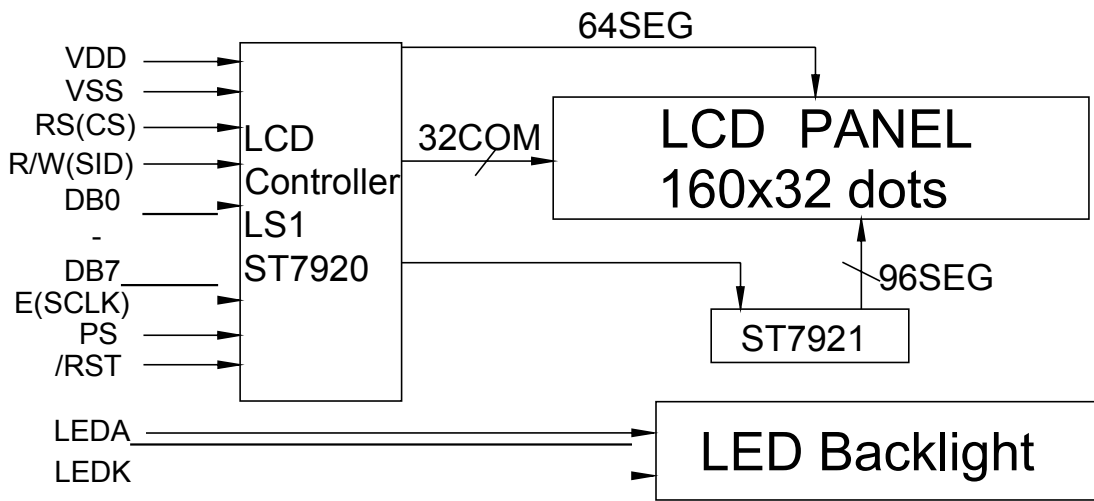 64SEG
VDD
VSS
RS(CS)
R/W(SID)
DB0
-
DB7
E(SCLK)
PS
/RST
LCD
Controller
LS1
ST7920
32COM
LCD PANEL
160x32 dots
96SEG
ST7921
LEDA
LEDK
LED Backlight